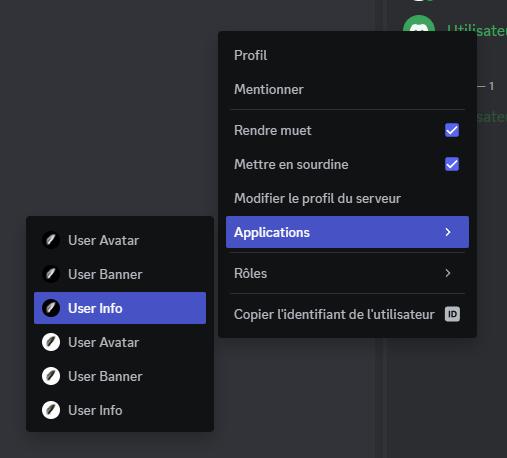 Utilisate
Profil
Mentionner
— 1
Rendre muet
Mettre en sourdine
Modifier le profil du serveur
Applications
Rôles
Copier l'identifiant de l'utilisateur ID
User Avatar
User Banner
User Info
User Avatar
User Banner
User Info